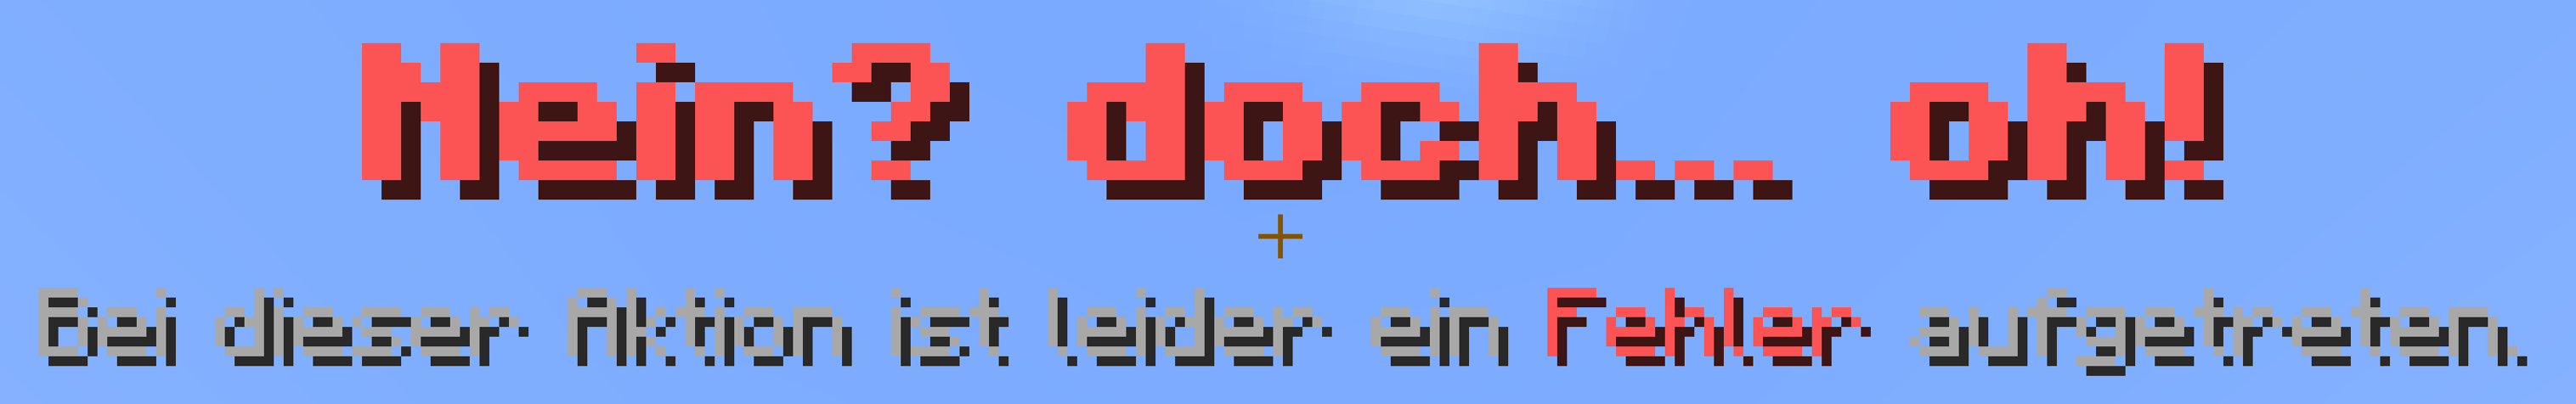 Nein? doch... oh!
Bei dieser Aktion ist leider ein Fehler aufgetreten.